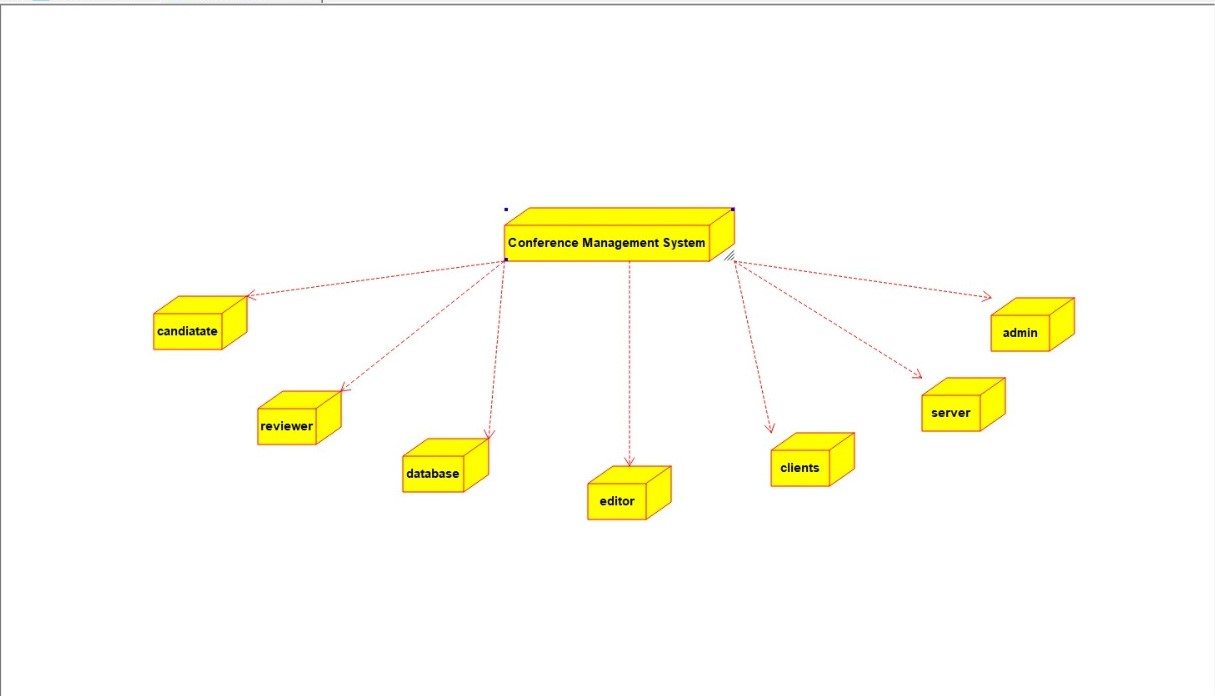 Conference Management System
candiatate
admin
reviewer
server
database
clients
editor